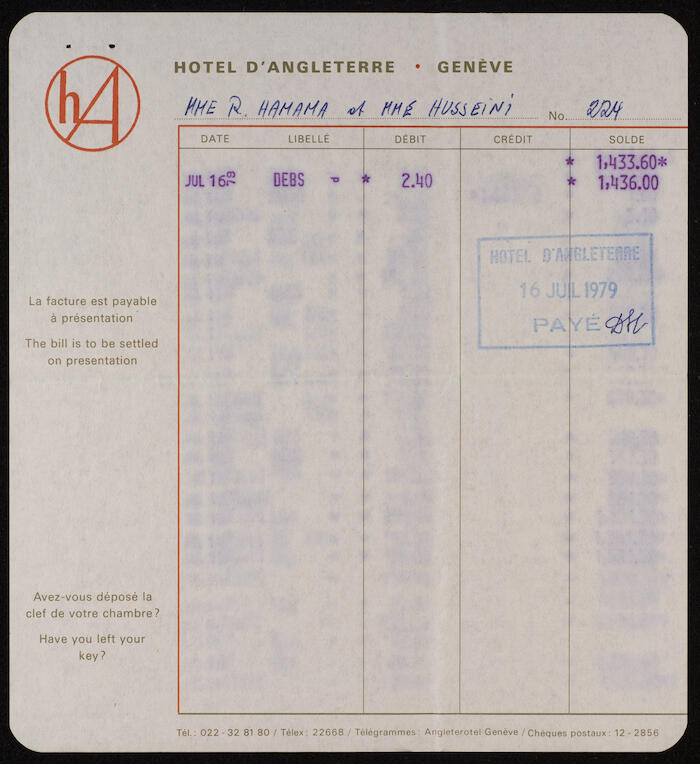 hA
HOTEL D'ANGLETERRE • GENÈVE
MME R. HAMAMA et MME HUSSEINI No. 224
DATE LIBELLÉ DÉBIT CRÉDIT SOLDE
* 1,433.60*
JUL 16 79 DEBS * 2.40 * 1,436.00
HOTEL D'ANGLETERRE
16 JUIL 1979
PAYÉ
La facture est payable
à présentation
The bill is to be settled
on presentation
Avez-vous déposé la
clef de votre chambre?
Have you left your
key?
Tél.: 022 - 32 81 80 / Télex: 22668 / Télégrammes: Angleterotel Genève / Chèques postaux: 12 - 2856